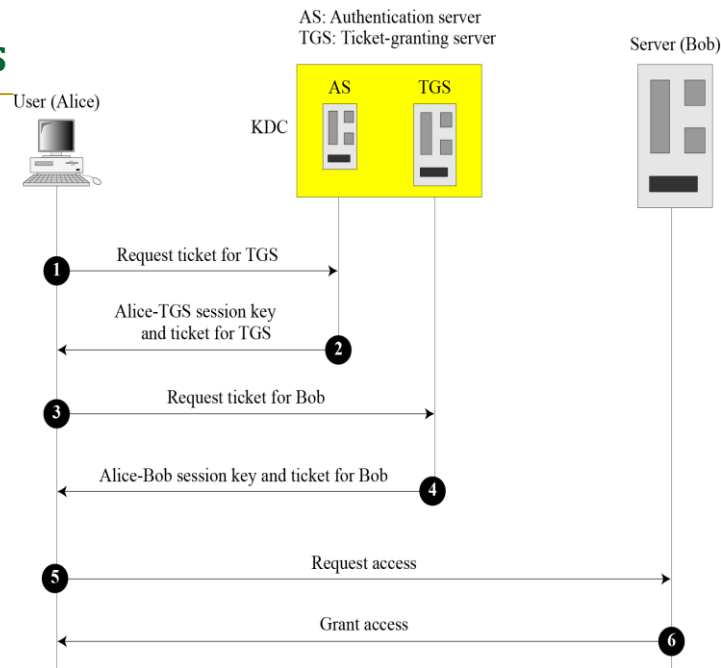 AS: Authentication server
TGS: Ticket-granting server
Server (Bob)
s
User (Alice)
AS TGS
KDC
Request ticket for TGS
1
Alice-TGS session key
and ticket for TGS
2
Request ticket for Bob
3
Alice-Bob session key and ticket for Bob
4
Request access
5
Grant access
6